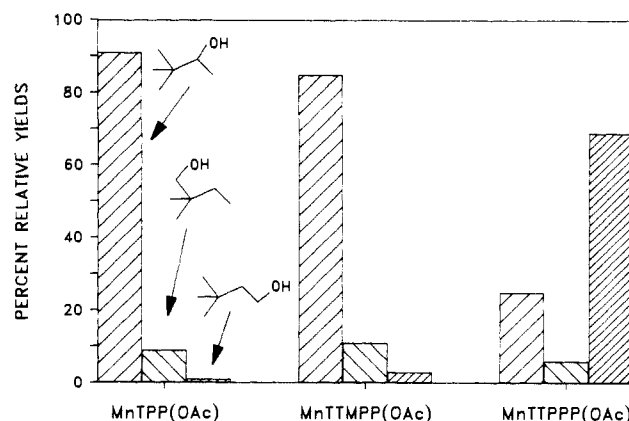 PERCENT RELATIVE YIELDS
100
80
60
40
20
0
OH
OH
OH
MnTPP(OAc)
MnTTMPP(OAc)
MnTTPPP(OAc)